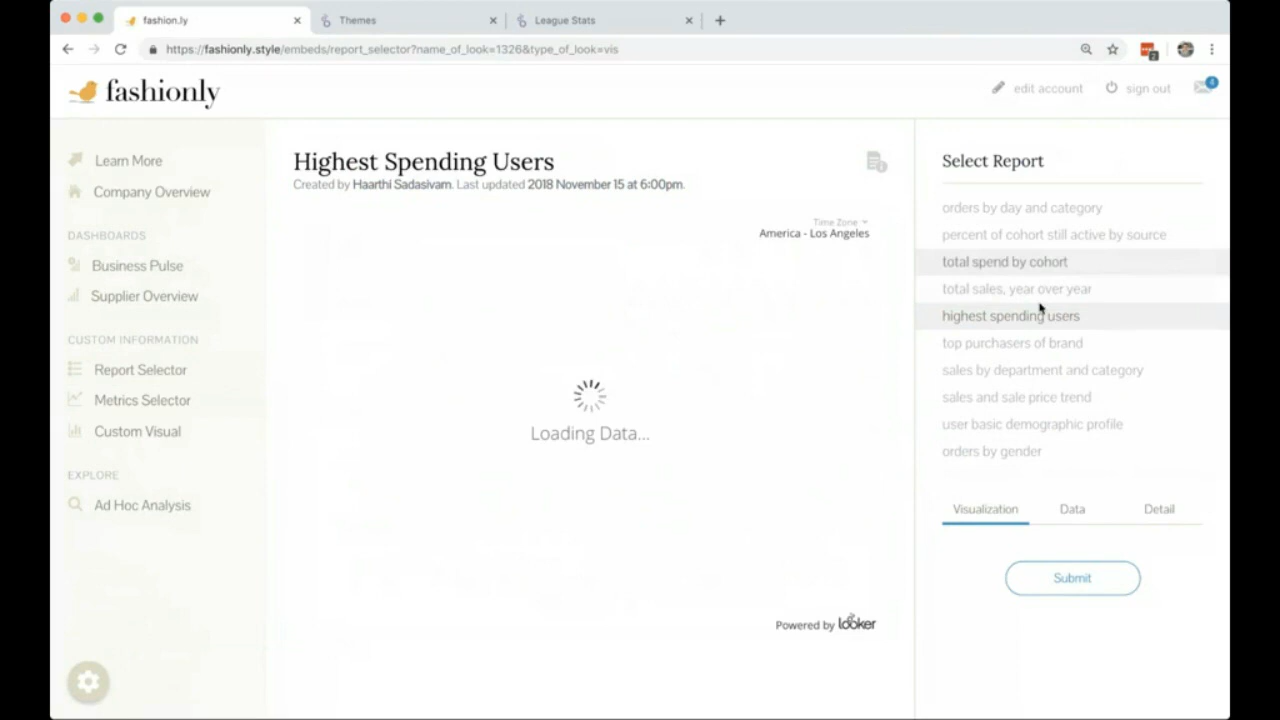 fashion.ly
Themes
League Stats
https://fashionly.style/embeds/report_selector?name_of_look=1326&type_of_look=vis
2
fashionly
edit account
sign out
4
Learn More
Company Overview
DASHBOARDS
Business Pulse
Supplier Overview
CUSTOM INFORMATION
Report Selector
Metrics Selector
Custom Visual
EXPLORE
Ad Hoc Analysis
Highest Spending Users
Created by Haarthi Sadasivam. Last updated 2018 November 15 at 6:00pm.
Time Zone
America - Los Angeles
Loading Data...
Powered by looker
Select Report
orders by day and category
percent of cohort still active by source
total spend by cohort
total sales, year over year
highest spending users
top purchasers of brand
sales by department and category
sales and sale price trend
user basic demographic profile
orders by gender
Visualization Data Detail
Submit